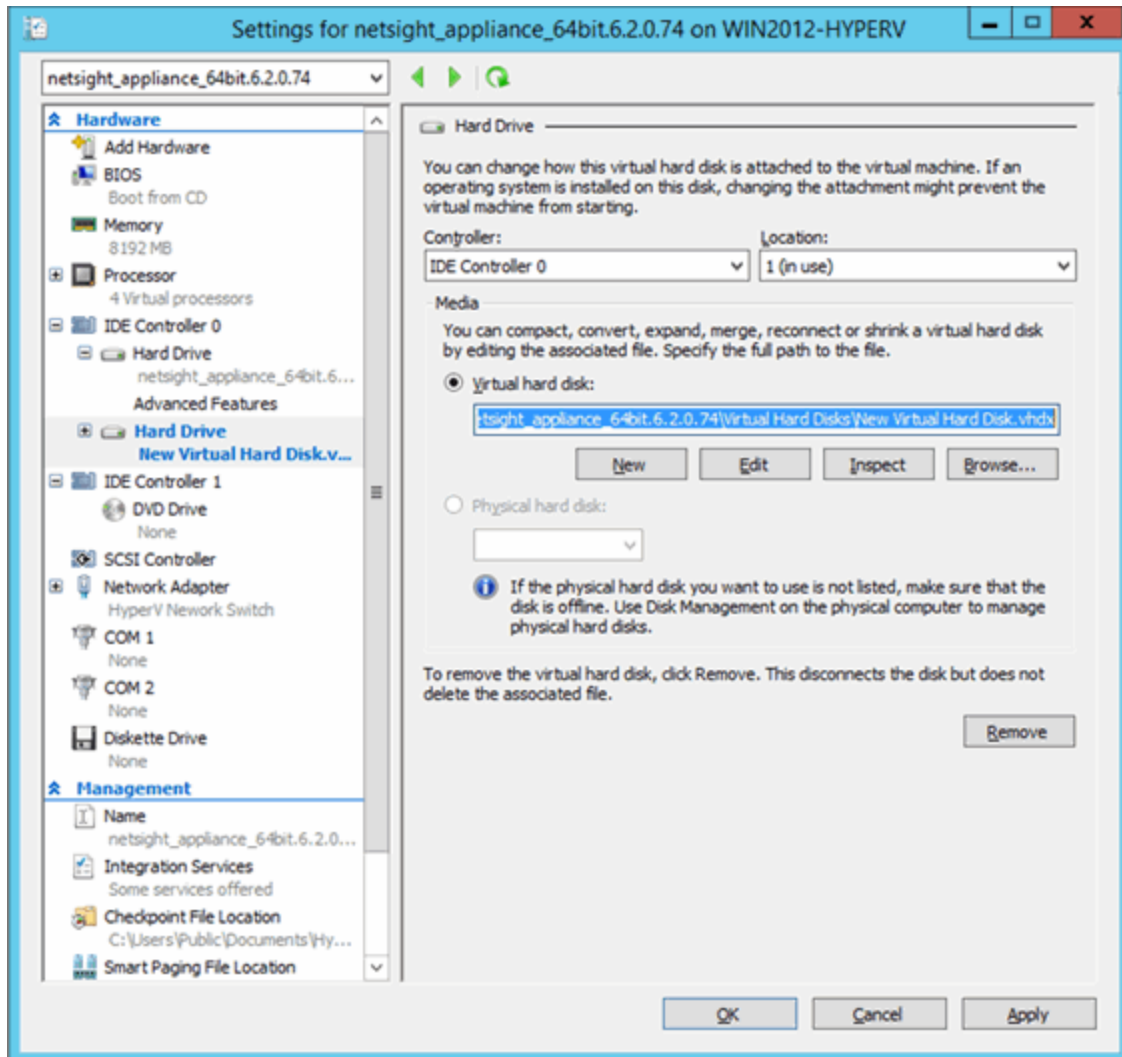 Settings for netsight_appliance_64bit.6.2.0.74 on WIN2012-HYPERV
netsight_appliance_64bit.6.2.0.74
Hardware
Add Hardware
BIOS
Boot from CD
Memory
8192 MB
Processor
4 Virtual processors
IDE Controller 0
Hard Drive
netsight_appliance_64bit.6...
Advanced Features
Hard Drive
New Virtual Hard Disk.v...
IDE Controller 1
DVD Drive
None
SCSI Controller
Network Adapter
HyperV Nework Switch
COM 1
None
COM 2
None
Diskette Drive
None
Management
Name
netsight_appliance_64bit.6.2.0...
Integration Services
Some services offered
Checkpoint File Location
C:\Users\Public\Documents\Hy...
Smart Paging File Location
Hard Drive
You can change how this virtual hard disk is attached to the virtual machine. If an
operating system is installed on this disk, changing the attachment might prevent the
virtual machine from starting.
Controller:
Location:
IDE Controller 0
1 (in use)
Media
You can compact, convert, expand, merge, reconnect or shrink a virtual hard disk
by editing the associated file. Specify the full path to the file.
Virtual hard disk:
etsight_appliance_64bit.6.2.0.74\Virtual Hard Disks\New Virtual Hard Disk.vhdx
New
Edit
Inspect
Browse...
Physical hard disk:
If the physical hard disk you want to use is not listed, make sure that the
disk is offline. Use Disk Management on the physical computer to manage
physical hard disks.
To remove the virtual hard disk, click Remove. This disconnects the disk but does not
delete the associated file.
Remove
OK
Cancel
Apply